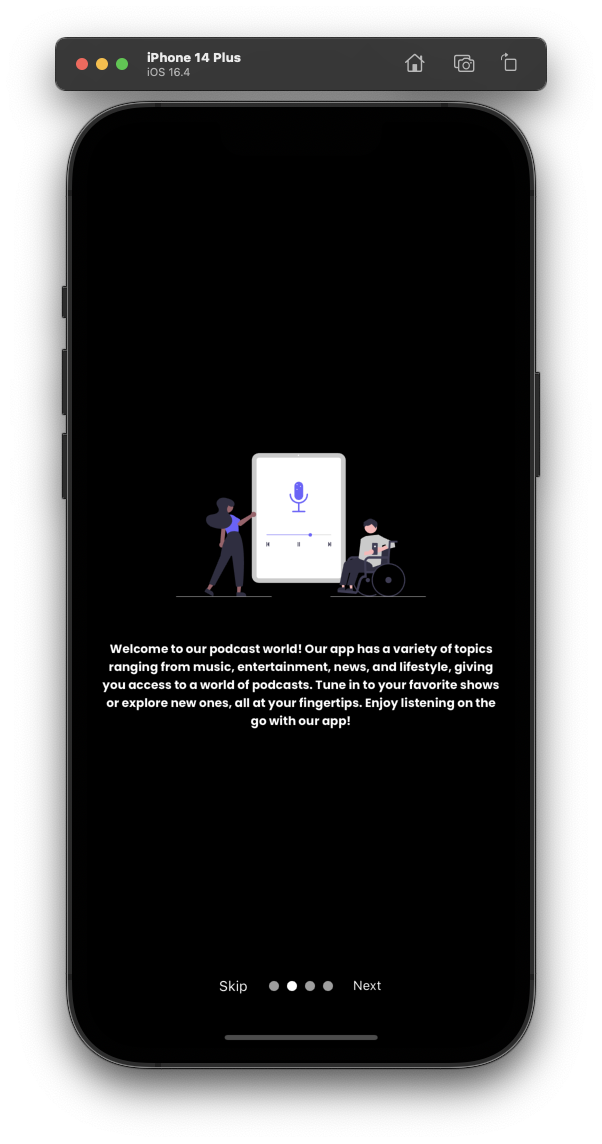 iPhone 14 Plus
iOS 16.4
Welcome to our podcast world! Our app has a variety of topics
ranging from music, entertainment, news, and lifestyle, giving
you access to a world of podcasts. Tune in to your favorite shows
or explore new ones, all at your fingertips. Enjoy listening on the
go with our app!
Skip
Next